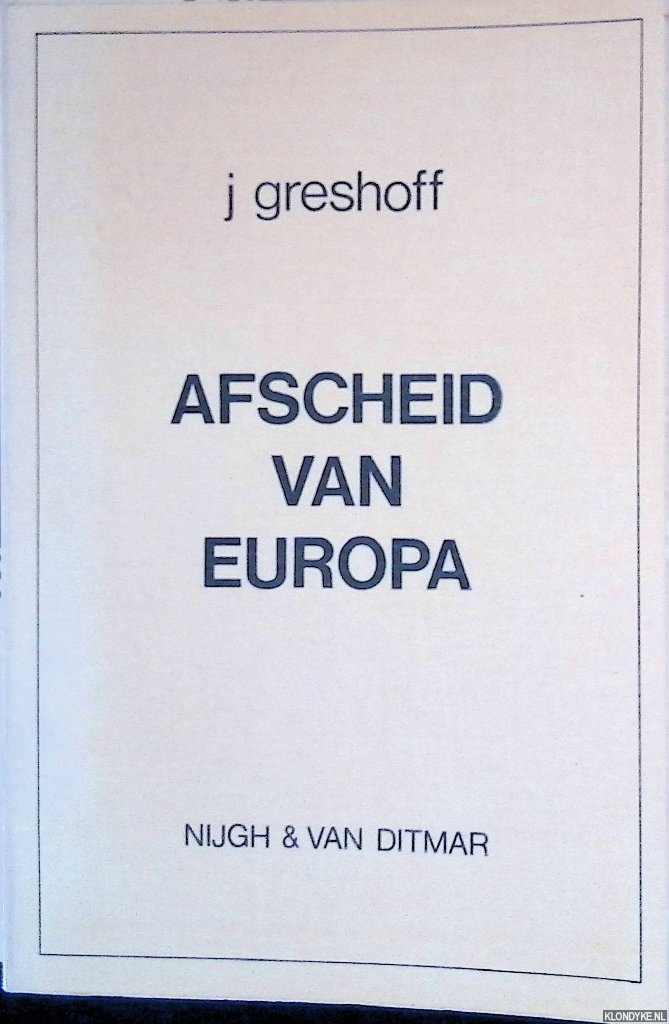 j greshoff
AFSCHEID
VAN
EUROPA
NIJGH & VAN DITMAR
KLONDYKE.NL